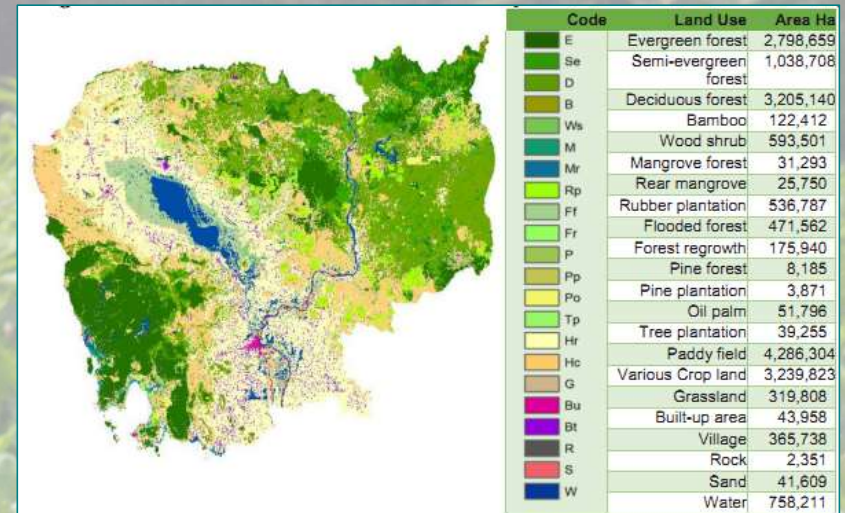 Code Land Use Area Ha
E Evergreen forest 2,798,659
Se Semi-evergreen
forest 1,038,708
D Deciduous forest 3,205,140
B Bamboo 122,412
Ws Wood shrub 593,501
M Mangrove forest 31,293
Mr Rear mangrove 25,750
Rp Rubber plantation 536,787
Ff Flooded forest 471,562
Fr Forest regrowth 175,940
P Pine forest 8,185
Pp Pine plantation 3,871
Po Oil palm 51,796
Tp Tree plantation 39,255
Hr Paddy field 4,286,304
Hc Various Crop land 3,239,823
G Grassland 319,808
Bu Built-up area 43,958
Bt Village 365,738
R Rock 2,351
S Sand 41,609
W Water 758,211